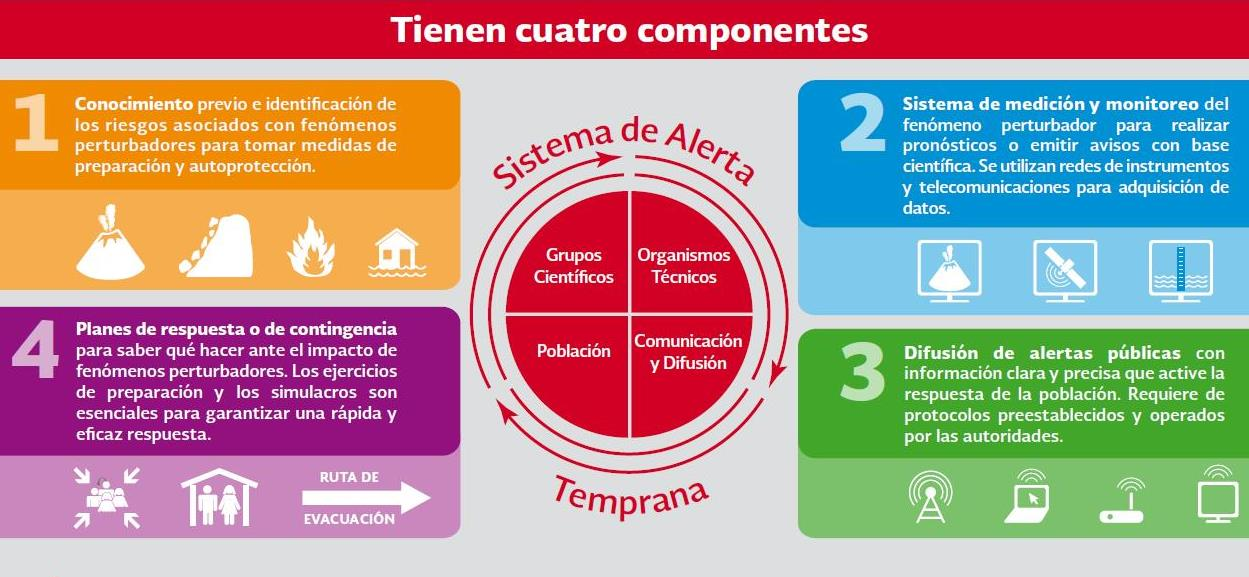 Tienen cuatro componentes
1
Conocimiento previo e identificación de
los riesgos asociados con fenómenos
perturbadores para tomar medidas de
preparación y autoprotección.
2
Sistema de medición y monitoreo del
fenómeno perturbador para realizar
pronósticos o emitir avisos con base
científica. Se utilizan redes de instrumentos
y telecomunicaciones para adquisición de
datos.
Sistema de Alerta
Grupos
Científicos
Organismos
Técnicos
Población
Comunicación
y Difusión
Temprana
3
Difusión de alertas públicas con
información clara y precisa que active la
respuesta de la población. Requiere de
protocolos preestablecidos y operados
por las autoridades.
4
Planes de respuesta o de contingencia
para saber qué hacer ante el impacto de
fenómenos perturbadores. Los ejercicios
de preparación y los simulacros son
esenciales para garantizar una rápida y
eficaz respuesta.
RUTA DE
EVACUACIÓN